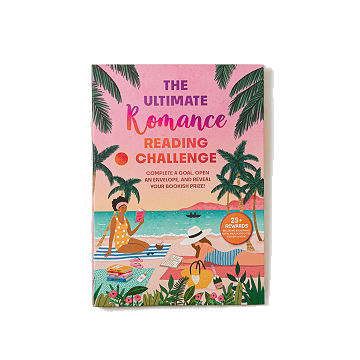 THE
ULTIMATE
Romance
READING
CHALLENGE
COMPLETE A GOAL, OPEN
AN ENVELOPE, AND REVEAL
YOUR BOOKISH PRIZE!
25+
REWARDS